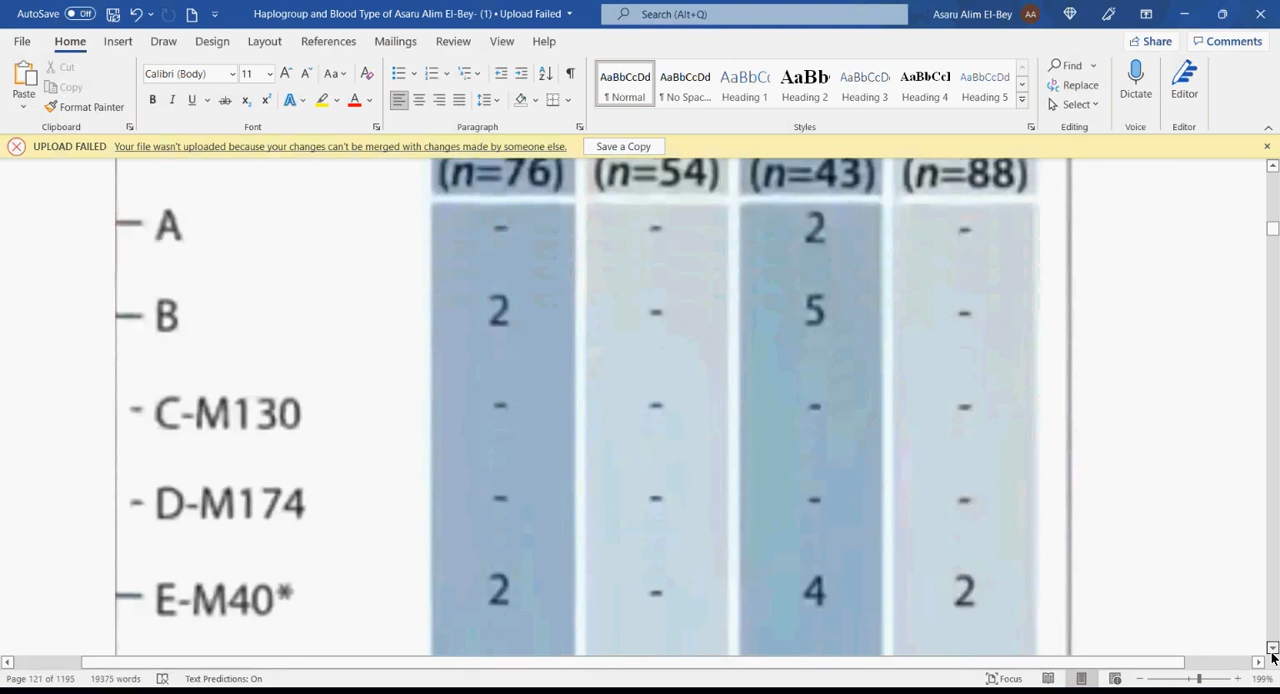 AutoSave Off Haplogroup and Blood Type of Asaru Alim El-Bey- (1) • Upload Failed Search (Alt+Q) Asaru Alim El-Bey AA
File Home Insert Draw Design Layout References Mailings Review View Help Share Comments
Paste Cut Copy Format Painter Calibri (Body) 11 AaBbCcDd AaBbCcDd AaBbCc AaBb AaBbCcDd AaBbCcI AaBbCcDd Find Replace Select Dictate Editor
¶ Normal ¶ No Spac... Heading 1 Heading 2 Heading 3 Heading 4 Heading 5
Clipboard Font Paragraph Styles Editing Voice Editor
UPLOAD FAILED Your file wasn't uploaded because your changes can't be merged with changes made by someone else. Save a Copy
(n=76) (n=54) (n=43) (n=88)
A - - 2 -
B 2 - 5 -
- C-M130 - - - -
- D-M174 - - - -
E-M40* 2 - 4 2
Page 121 of 1195 19375 words Text Predictions: On Focus 199%